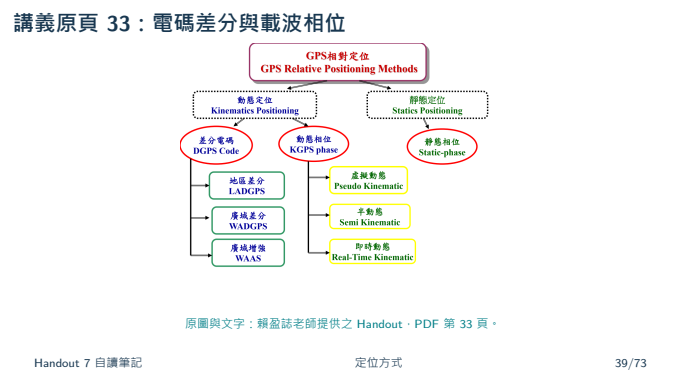 講義原頁 33：電碼差分與載波相位
GPS相對定位
GPS Relative Positioning Methods
動態定位
Kinematics Positioning
靜態定位
Statics Positioning
差分電碼
DGPS Code
動態相位
KGPS phase
靜態相位
Static-phase
地區差分
LADGPS
廣域差分
WADGPS
廣域增強
WAAS
虛擬動態
Pseudo Kinematic
半動態
Semi Kinematic
即時動態
Real-Time Kinematic
原圖與文字：賴盈誌老師提供之 Handout，PDF 第 33 頁。
Handout 7 自讀筆記
定位方式
39/73